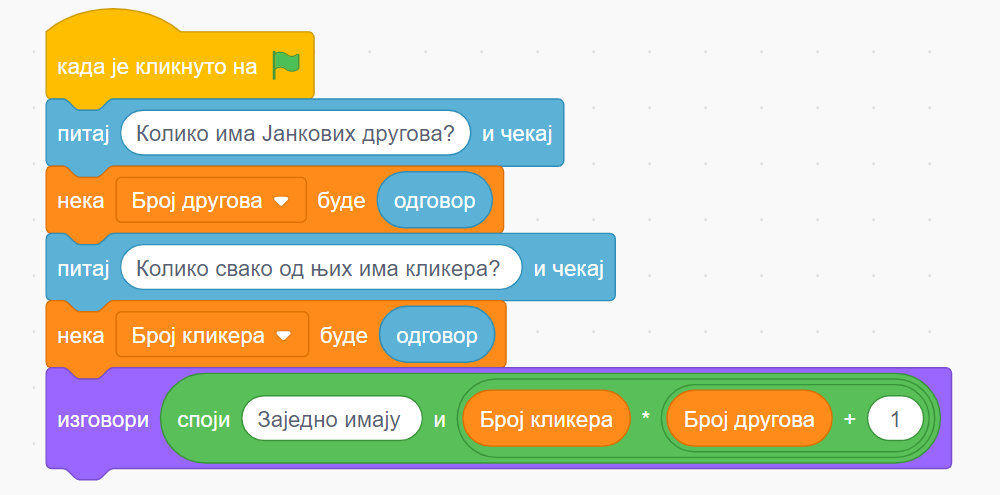 када је кликнуто на
питај Колико има Јанкових другова? и чекај
нека Број другова буде одговор
питај Колико свако од њих има кликера? и чекај
нека Број кликера буде одговор
изговори споји Заједно имају и Број кликера * Број другова + 1